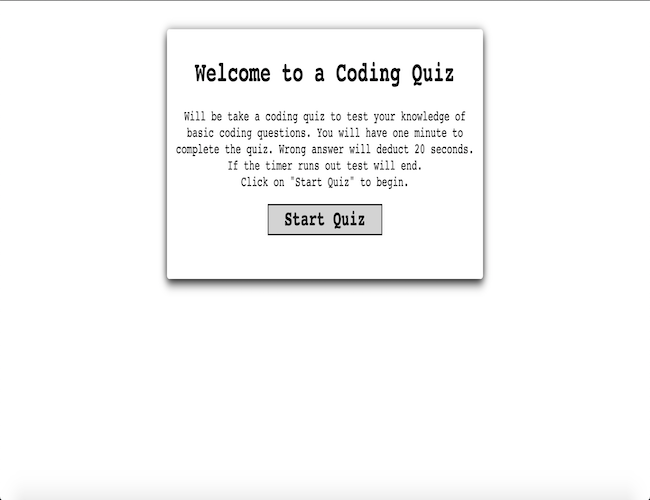 Welcome to a Coding Quiz
Will be take a coding quiz to test your knowledge of
basic coding questions. You will have one minute to
complete the quiz. Wrong answer will deduct 20 seconds.
If the timer runs out test will end.
Click on "Start Quiz" to begin.
Start Quiz